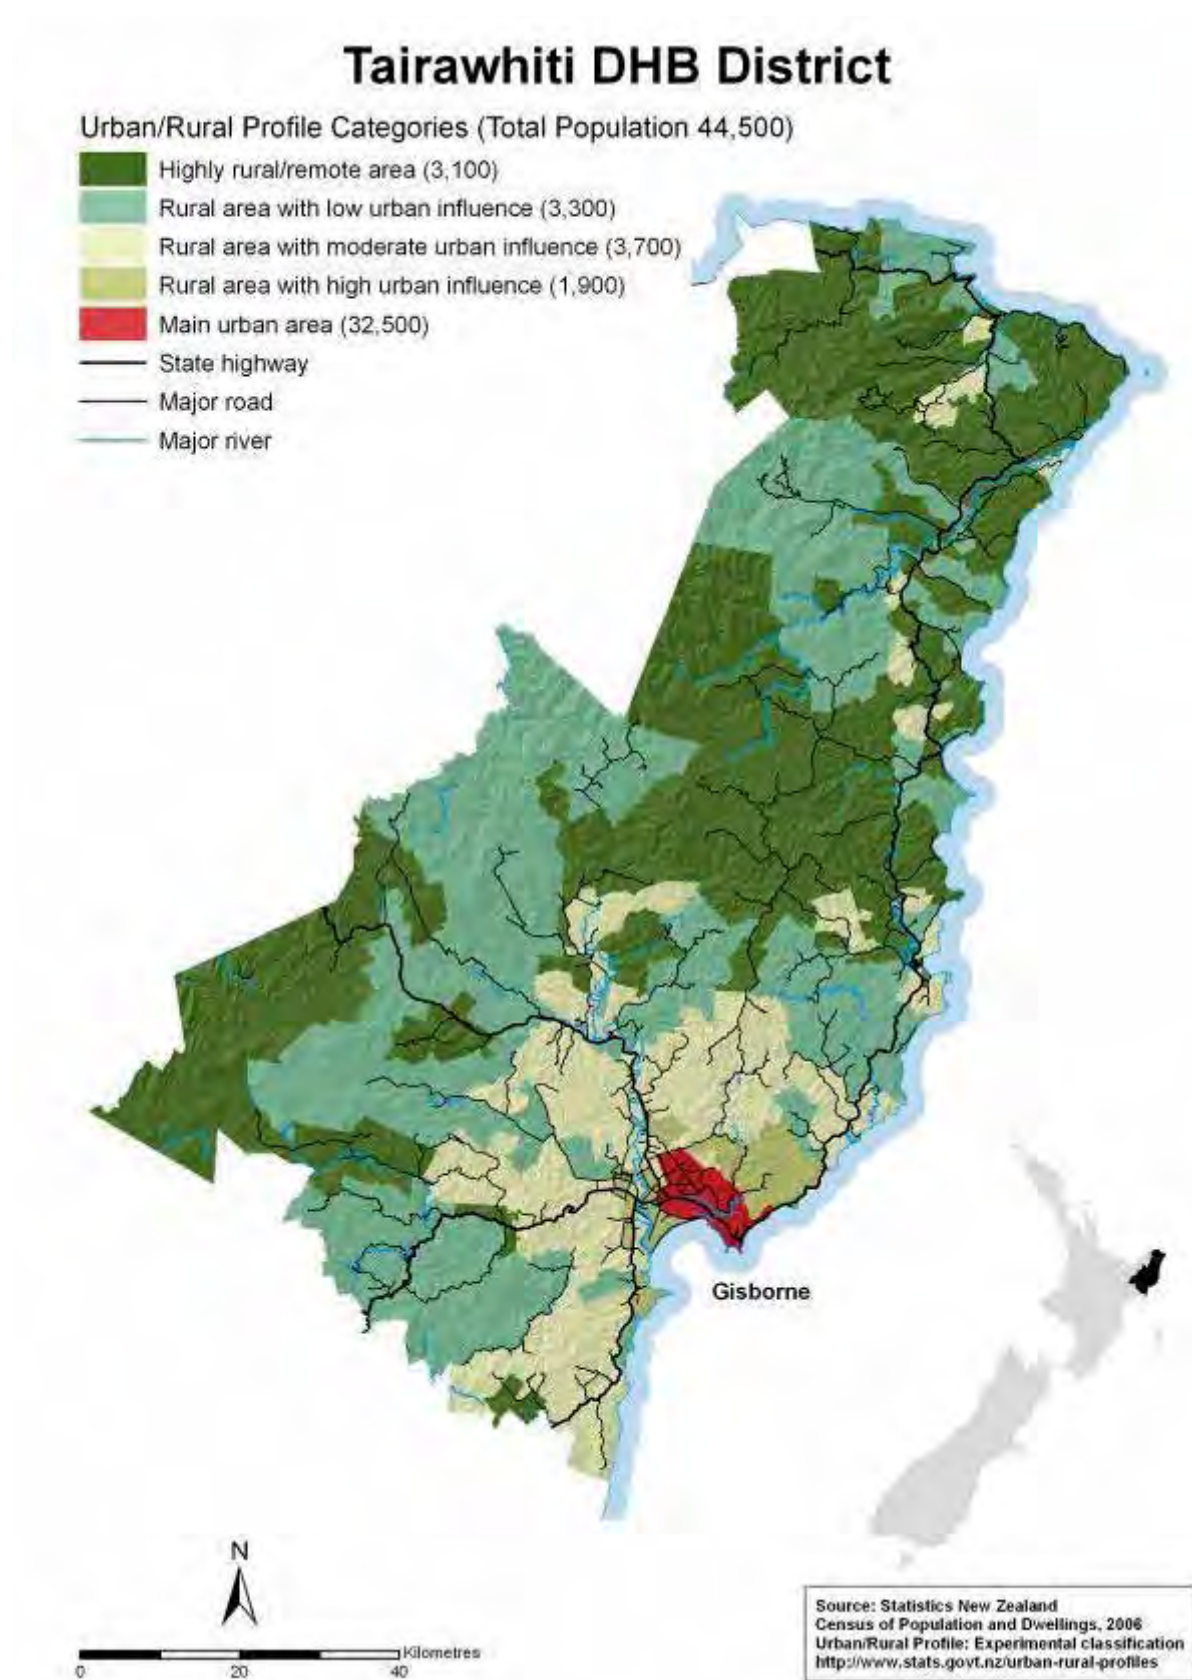 Tairawhiti DHB District
Urban/Rural Profile Categories (Total Population 44,500)
Highly rural/remote area (3,100)
Rural area with low urban influence (3,300)
Rural area with moderate urban influence (3,700)
Rural area with high urban influence (1,900)
Main urban area (32,500)
State highway
Major road
Major river
Gisborne
N
Kilometres
0 20 40
Source: Statistics New Zealand
Census of Population and Dwellings, 2006
Urban/Rural Profile: Experimental classification
http://www.stats.govt.nz/urban-rural-profiles